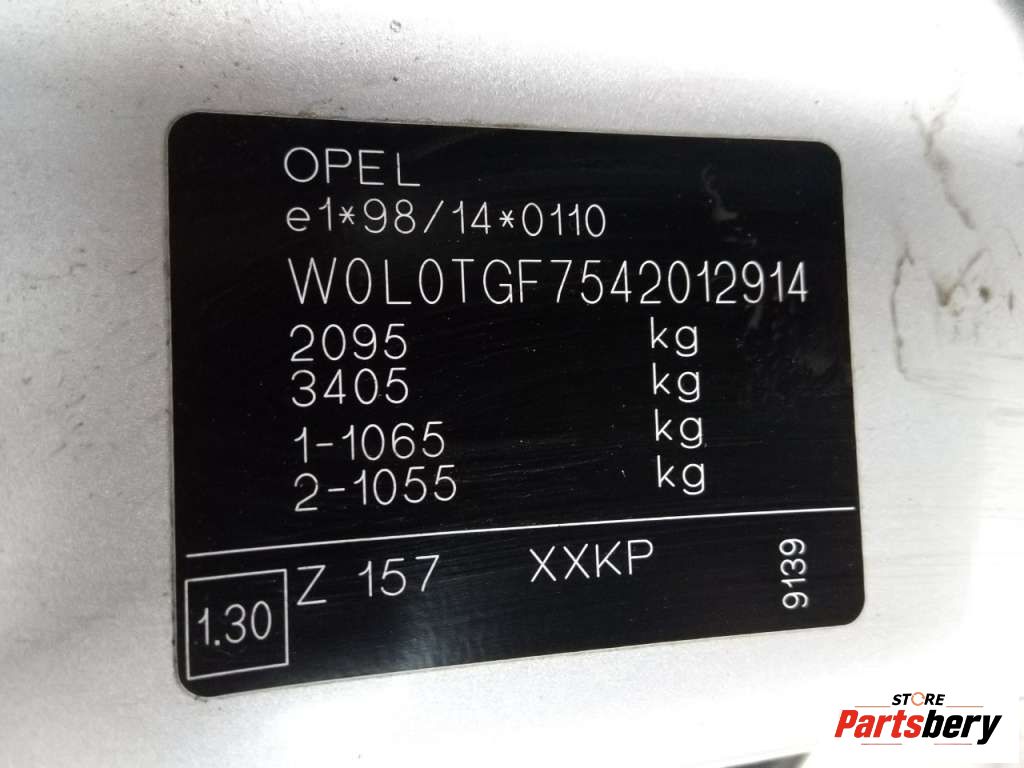 OPEL
e1*98/14*0110
W0L0TGF7542012914
2095 kg
3405 kg
1-1065 kg
2-1055 kg
1.30 Z 157 XXKP 9139
STORE
Partsbery